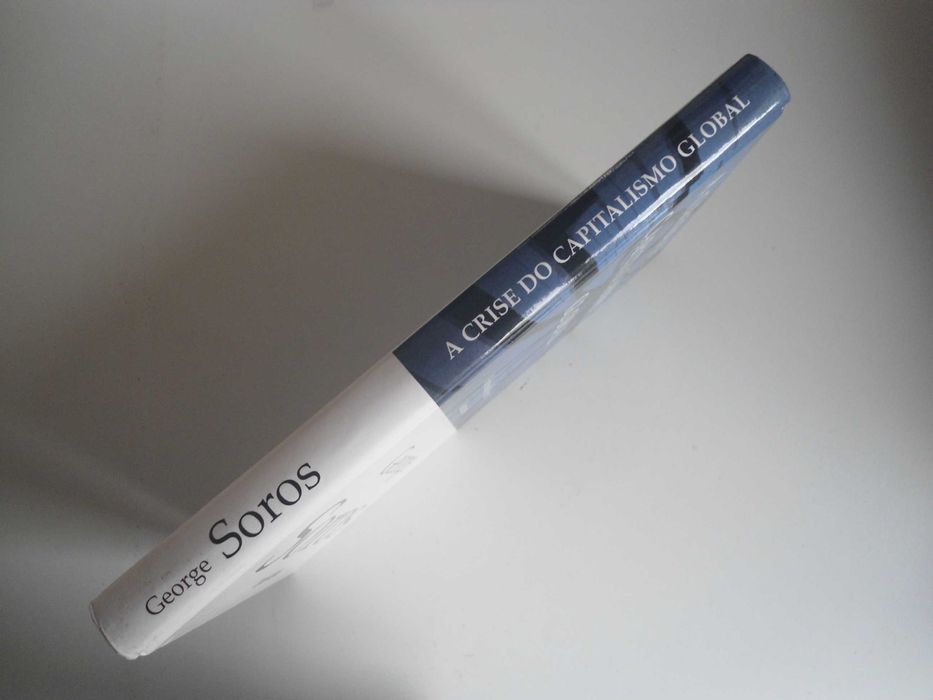 George Soros
A CRISE DO CAPITALISMO GLOBAL